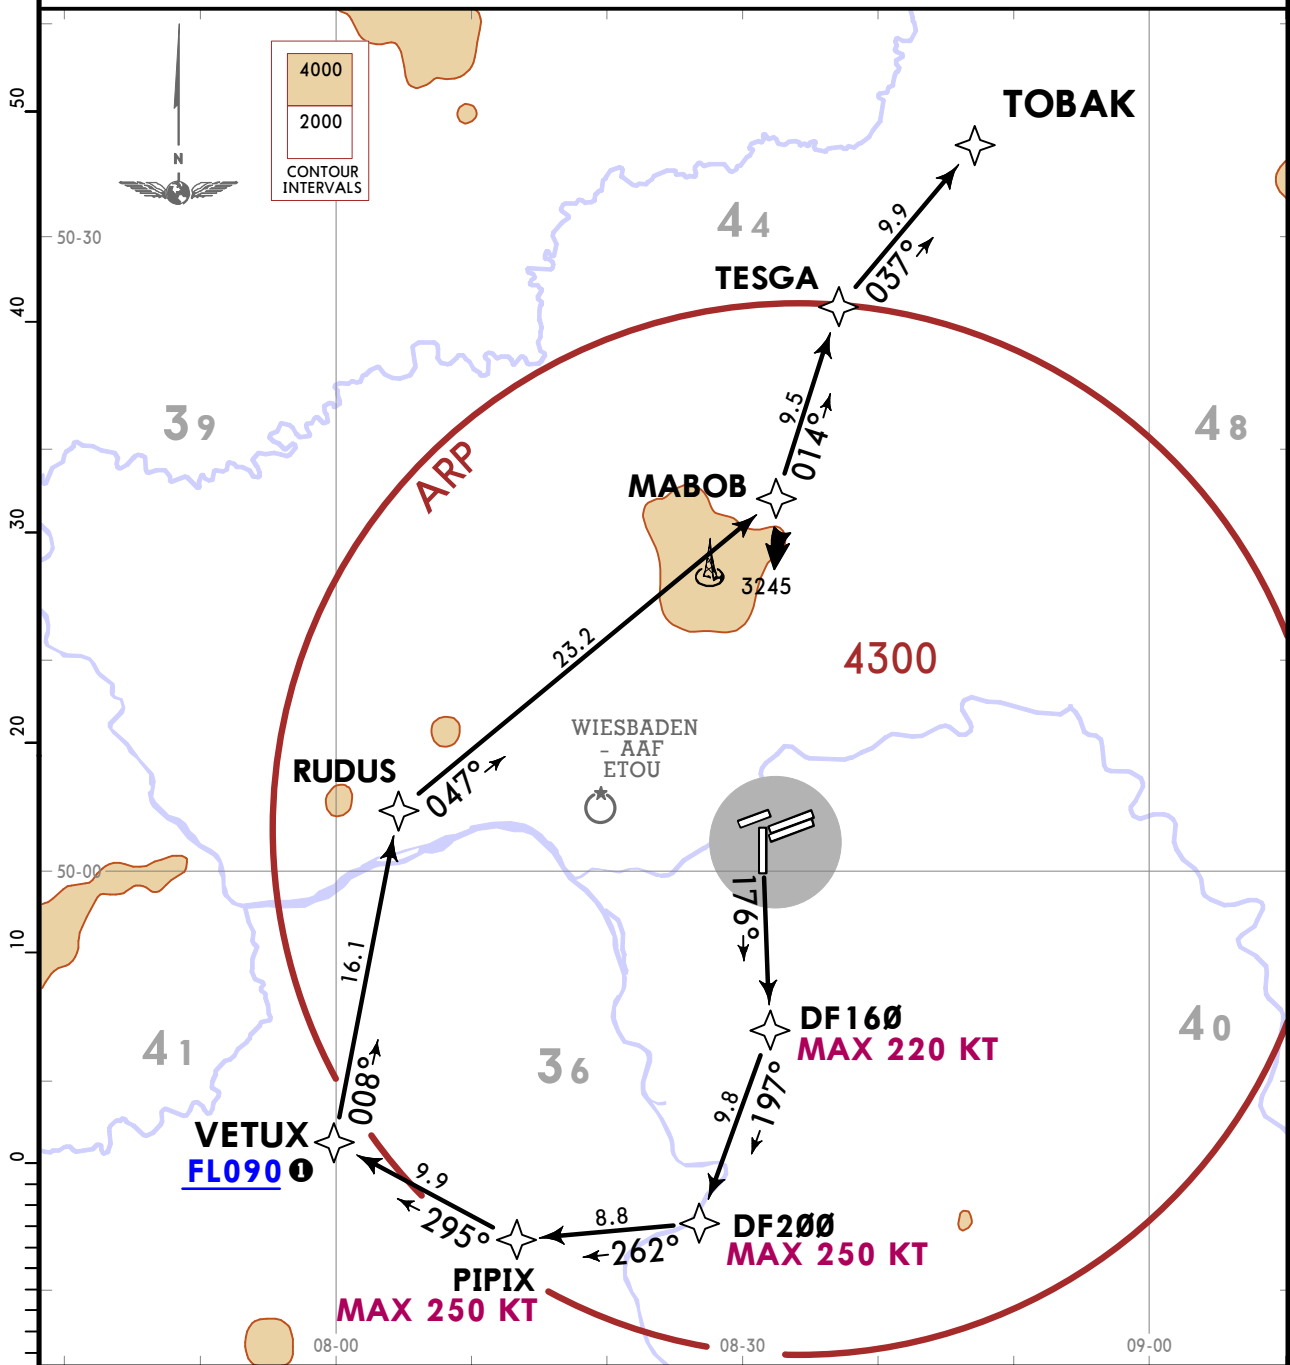 TOBAK
4000
2000
N
CONTOUR
INTERVALS
50
50-30
44
9.9
037°
TESGA
40
39
ARP
9.5
014°
48
MABOB
30
3245
23.2
4300
20
WIESBADEN
- AAF
ETOU
RUDUS
047°
50-00
176°
10
16.1
41
36
DF16Ø
MAX 220 KT
40
008°
9.8
197°
VETUX
FL090 1
0
9.9
295°
8.8
262°
DF2ØØ
MAX 250 KT
PIPIX
MAX 250 KT
08-00
08-30
09-00